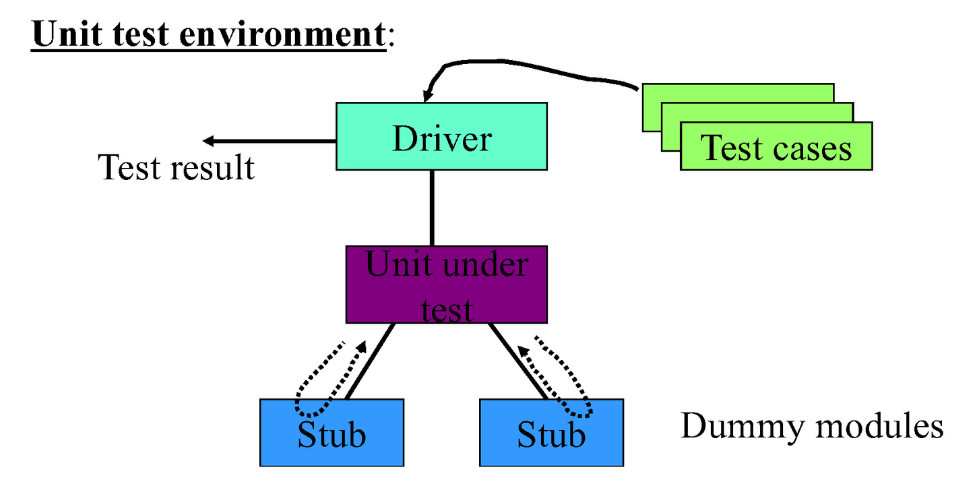 Unit test environment:
Driver
Test cases
Test result
Unit under
test
Stub
Stub
Dummy modules